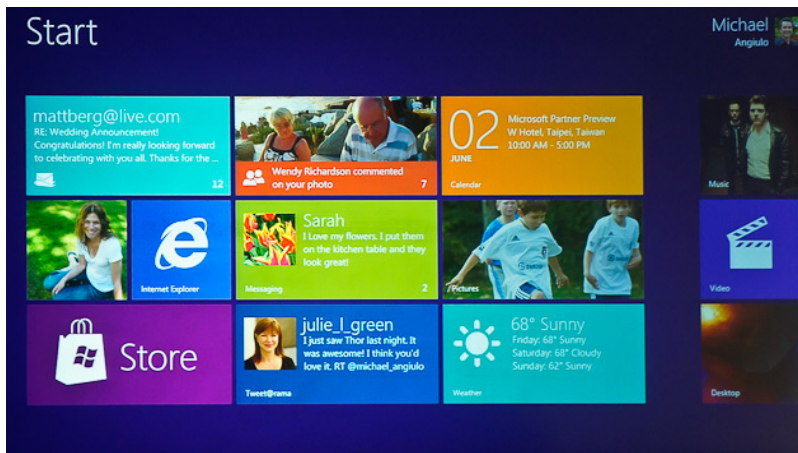 Start
Michael
Angiulo
mattberg@live.com
RE: Wedding Announcement!
Congratulations! I'm really looking forward
to celebrating with you all. Thanks for the ...
12
Wendy Richardson commented
on your photo
7
02
JUNE
Microsoft Partner Preview
W Hotel, Taipei, Taiwan
10:00 AM - 5:00 PM
Calendar
Music
Internet Explorer
Sarah
I Love my flowers. I put them
on the kitchen table and they
look great!
Messaging
2
Pictures
Video
Store
julie_l_green
I just saw Thor last night. It
was awesome! I think you'd
love it. RT @michael_angiulo
Tweet@rama
68° Sunny
Friday: 68° Sunny
Saturday: 68° Cloudy
Sunday: 62° Sunny
Weather
Desktop